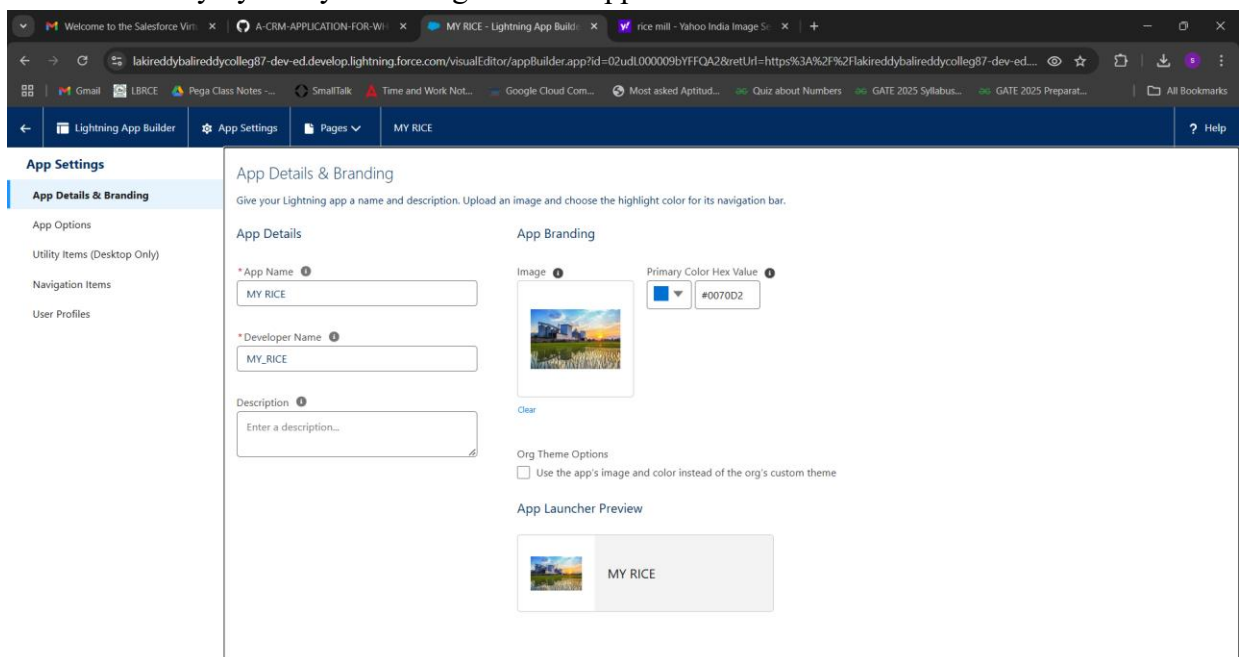 Welcome to the Salesforce Virtu
A-CRM-APPLICATION-FOR-WH
MY RICE - Lightning App Builde
rice mill - Yahoo India Image Se
lakireddybalireddycolleg87-dev-ed.develop.lightning.force.com/visualEditor/appBuilder.app?id=02udL000009bYFFQA2&retUrl=https%3A%2F%2Flakireddybalireddycolleg87-dev-ed....
Gmail LBRCE Pega Class Notes -... SmallTalk Time and Work Not... Google Cloud Com... Most asked Aptitud... Quiz about Numbers GATE 2025 Syllabus... GATE 2025 Preparat... All Bookmarks
Lightning App Builder App Settings Pages MY RICE ? Help
App Settings
App Details & Branding
App Options
Utility Items (Desktop Only)
Navigation Items
User Profiles
App Details & Branding
Give your Lightning app a name and description. Upload an image and choose the highlight color for its navigation bar.
App Details
*App Name
MY RICE
*Developer Name
MY_RICE
Description
Enter a description...
App Branding
Image
Primary Color Hex Value
#0070D2
Clear
Org Theme Options
Use the app's image and color instead of the org's custom theme
App Launcher Preview
MY RICE